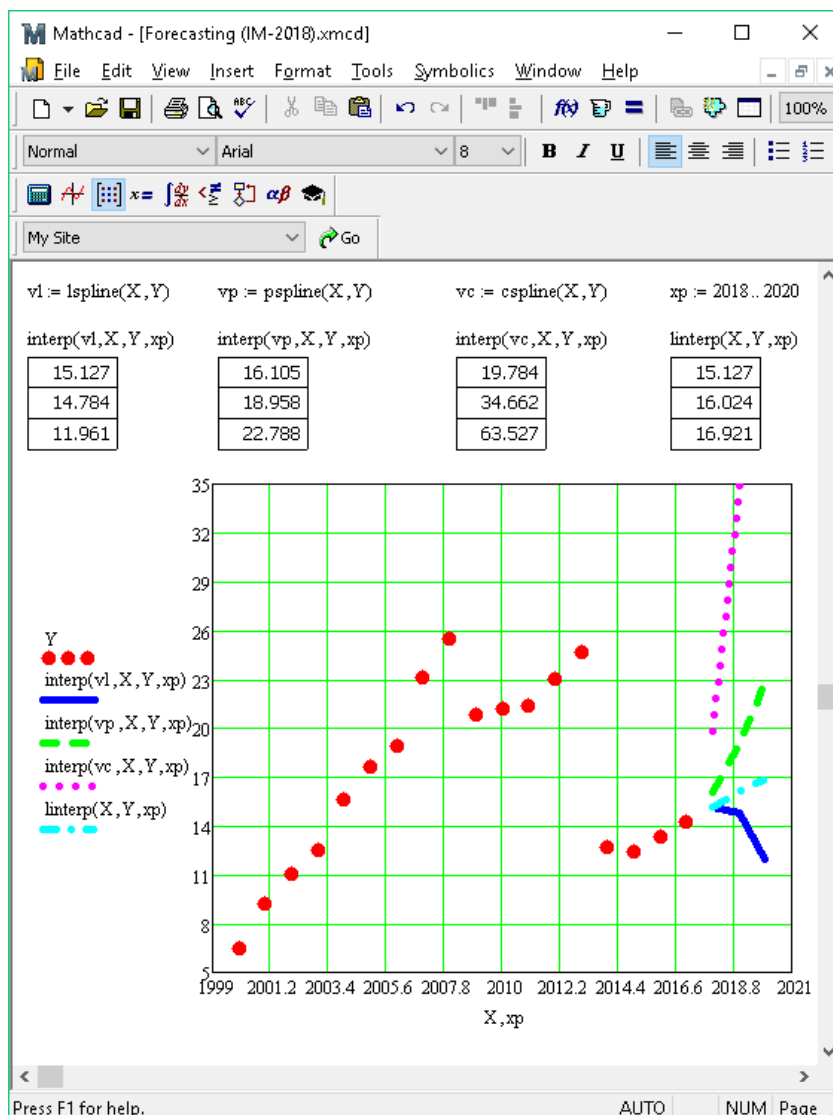 Mathcad - [Forecasting (IM-2018).xmcd]
File Edit View Insert Format Tools Symbolics Window Help
100%
Normal Arial 8 B I U
My Site Go
vl := lspline(X,Y) vp := pspline(X,Y) vc := cspline(X,Y) xp := 2018..2020
interp(vl,X,Y,xp) interp(vp,X,Y,xp) interp(vc,X,Y,xp) linterp(X,Y,xp)
15.127 16.105 19.784 15.127
14.784 18.958 34.662 16.024
11.961 22.788 63.527 16.921
35
32
29
26
23
20
17
14
11
8
5
Y
interp(vl,X,Y,xp)
interp(vp,X,Y,xp)
interp(vc,X,Y,xp)
linterp(X,Y,xp)
1999 2001.2 2003.4 2005.6 2007.8 2010 2012.2 2014.4 2016.6 2018.8 2021
X,xp
Press F1 for help. AUTO NUM Page